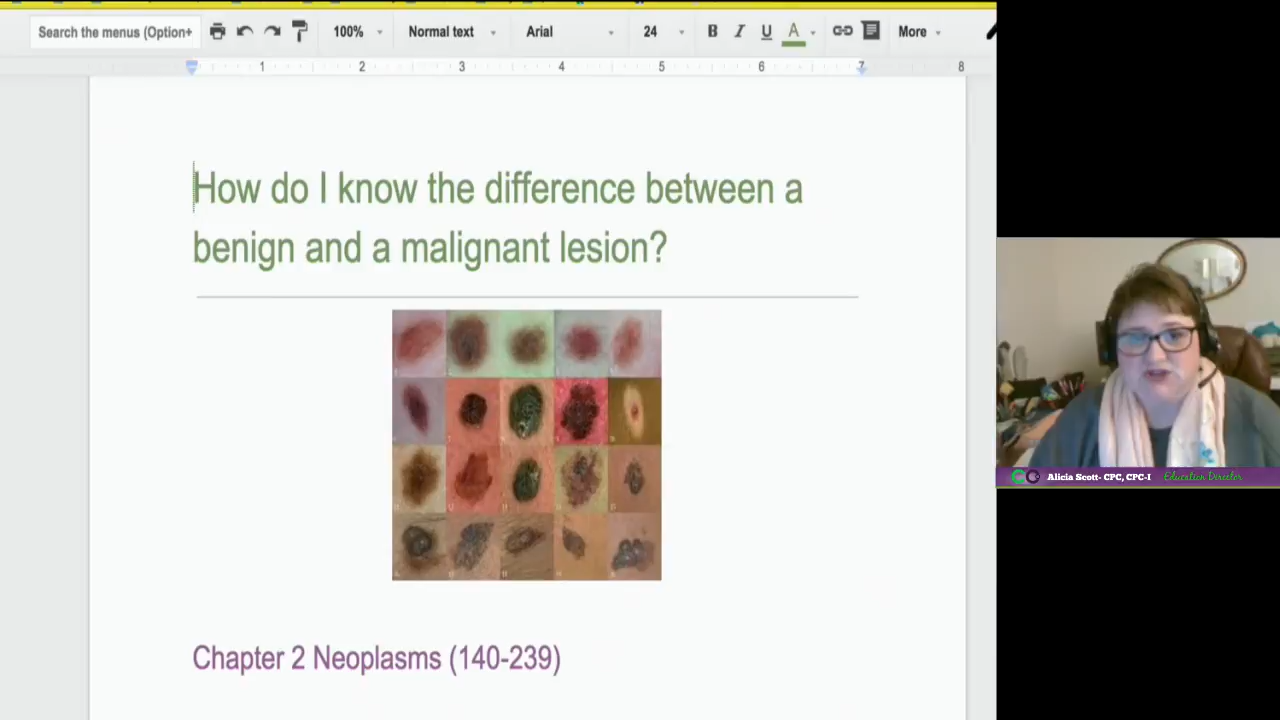 Search the menus (Option+
100%
Normal text
Arial
24
B I U A
More
1 2 3 4 5 6 7 8
How do I know the difference between a
benign and a malignant lesion?
Chapter 2 Neoplasms (140-239)
Alicia Scott- CPC, CPC-I Education Director